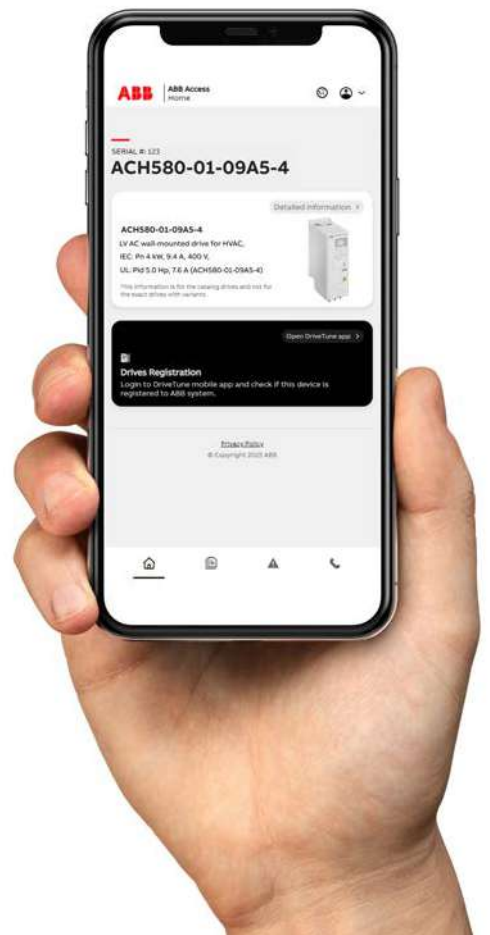 ABB
ABB Access
Home
SERIAL #: 123
ACH580-01-09A5-4
Detailed information >
ACH580-01-09A5-4
LV AC wall-mounted drive for HVAC,
IEC: Pn 4 kW, 9.4 A, 400 V,
UL: Pld 5.0 Hp, 7.6 A (ACH580-01-09A5-4)
This information is for the catalog drives and not for
the exact drives with variants.
Open DriveTune app >
Drives Registration
Login to DriveTune mobile app and check if this device is
registered to ABB system.
Privacy Policy
© Copyright 2025 ABB